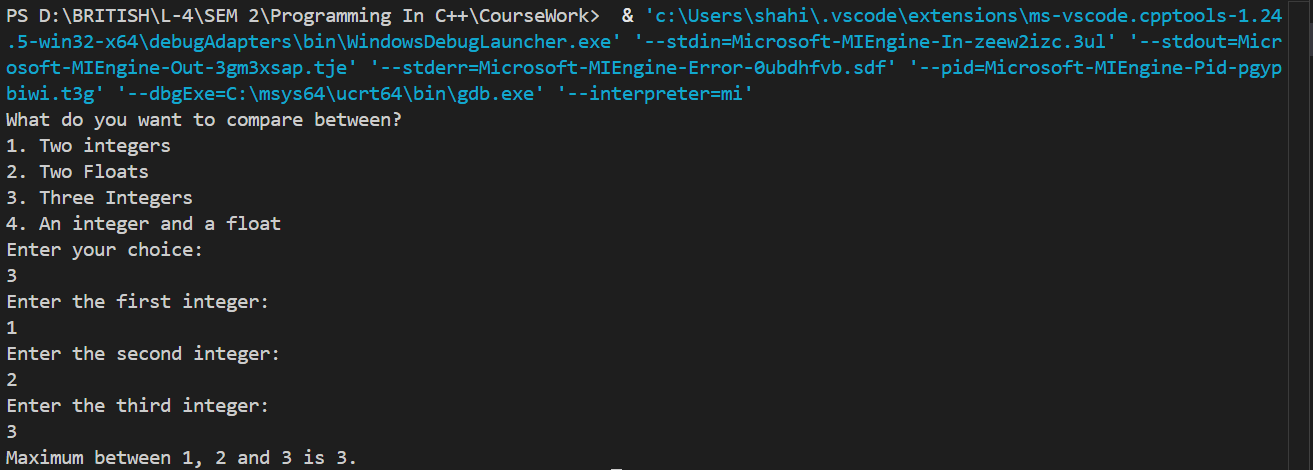 PS D:\BRITISH\L-4\SEM 2\Programming In C++\CourseWork>  & 'c:\Users\shahi\.vscode\extensions\ms-vscode.cpptools-1.24
.5-win32-x64\debugAdapters\bin\WindowsDebugLauncher.exe' '--stdin=Microsoft-MIEngine-In-zeew2izc.3ul' '--stdout=Micr
osoft-MIEngine-Out-3gm3xsap.tje' '--stderr=Microsoft-MIEngine-Error-0ubdhfvb.sdf' '--pid=Microsoft-MIEngine-Pid-pgyp
biwi.t3g' '--dbgExe=C:\msys64\ucrt64\bin\gdb.exe' '--interpreter=mi'
What do you want to compare between?
1. Two integers
2. Two Floats
3. Three Integers
4. An integer and a float
Enter your choice:
3
Enter the first integer:
1
Enter the second integer:
2
Enter the third integer:
3
Maximum between 1, 2 and 3 is 3.